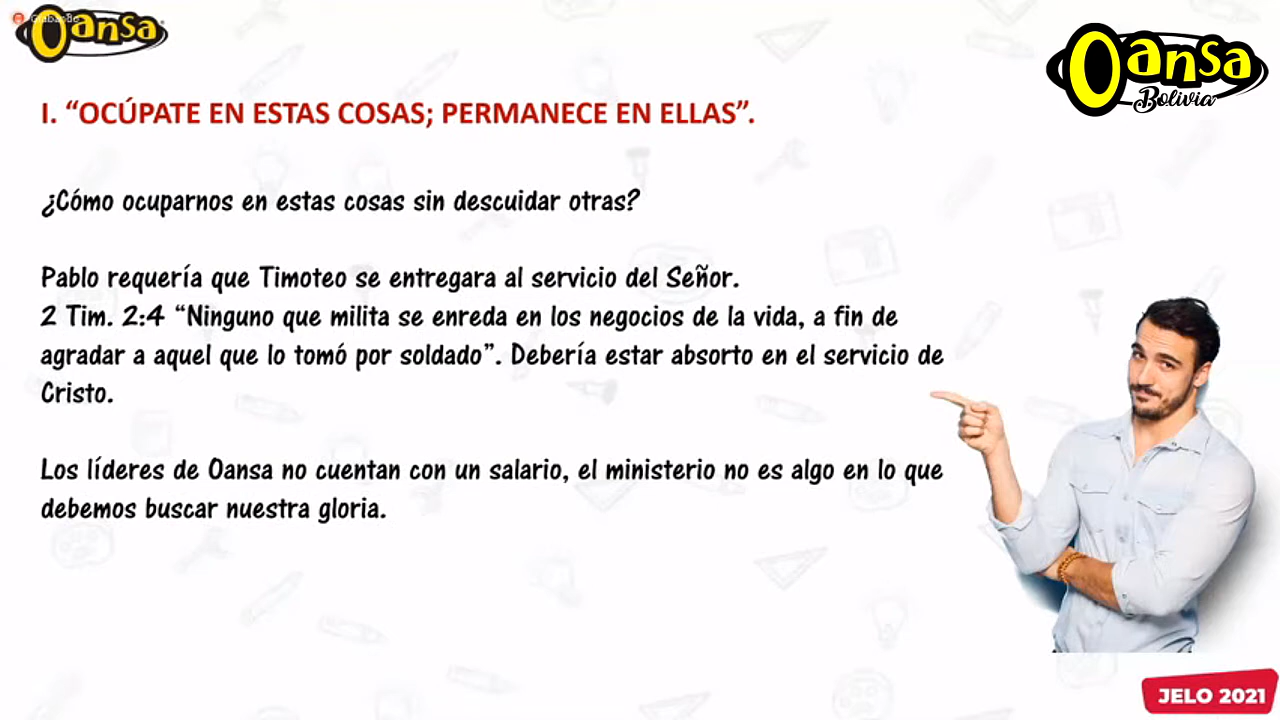 Oansa
Oansa
Bolivia
I. “OCÚPATE EN ESTAS COSAS; PERMANECE EN ELLAS”.
¿Cómo ocuparnos en estas cosas sin descuidar otras?
Pablo requería que Timoteo se entregara al servicio del Señor.
2 Tim. 2:4 “Ninguno que milita se enreda en los negocios de la vida, a fin de
agradar a aquel que lo tomó por soldado”. Debería estar absorto en el servicio de
Cristo.
Los líderes de Oansa no cuentan con un salario, el ministerio no es algo en lo que
debemos buscar nuestra gloria.
JELO 2021